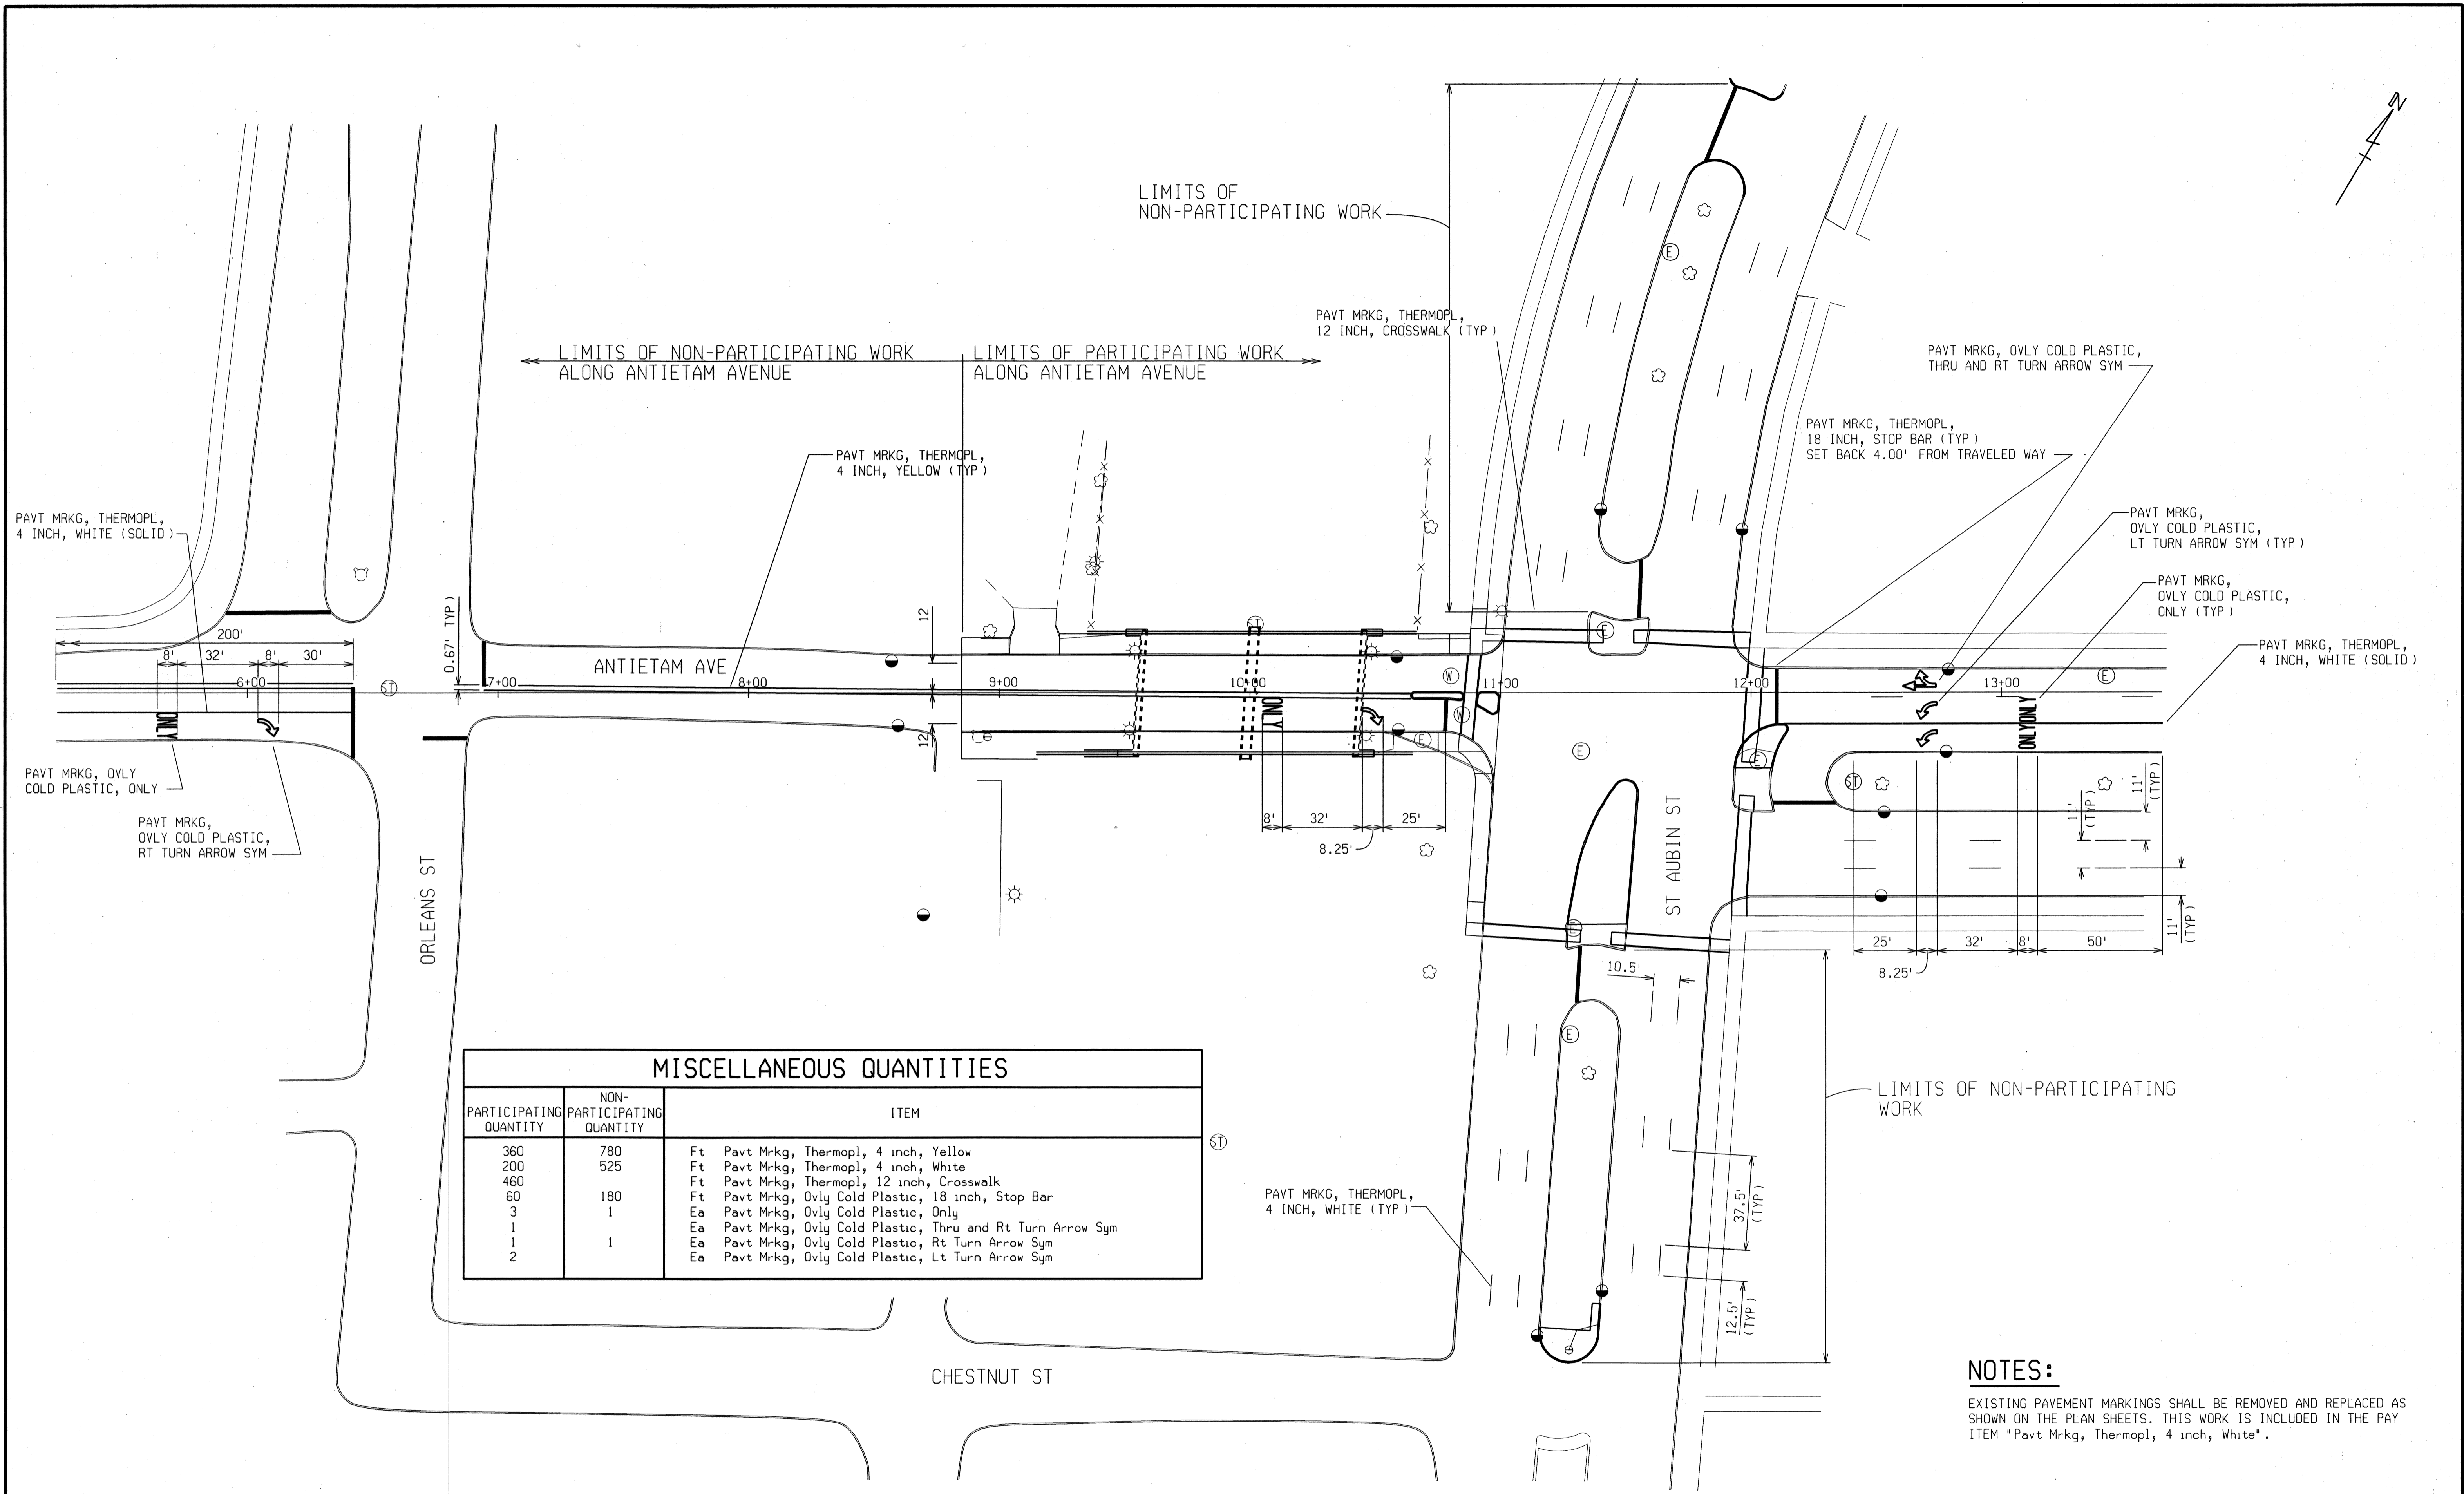 N
LIMITS OF
NON-PARTICIPATING WORK
PAVT MRKG, THERMOPL,
12 INCH, CROSSWALK (TYP)
LIMITS OF NON-PARTICIPATING WORK
ALONG ANTIETAM AVENUE
LIMITS OF PARTICIPATING WORK
ALONG ANTIETAM AVENUE
PAVT MRKG, OVLY COLD PLASTIC,
THRU AND RT TURN ARROW SYM
PAVT MRKG, THERMOPL,
18 INCH, STOP BAR (TYP)
SET BACK 4.00' FROM TRAVELED WAY
PAVT MRKG, THERMOPL,
4 INCH, YELLOW (TYP)
PAVT MRKG, THERMOPL,
4 INCH, WHITE (SOLID)
PAVT MRKG,
OVLY COLD PLASTIC,
LT TURN ARROW SYM (TYP)
PAVT MRKG,
OVLY COLD PLASTIC,
ONLY (TYP)
PAVT MRKG, THERMOPL,
4 INCH, WHITE (SOLID)
200'
8'
32'
8'
30'
0.67' TYP)
12
12
ANTIETAM AVE
6+00
7+00
8+00
9+00
10+00
11+00
12+00
13+00
ST
ST
W
W
E
E
E
E
E
E
E
E
E
ST
ST
ONLY
ONLY
ONLY
ONLY
PAVT MRKG, OVLY
COLD PLASTIC, ONLY
PAVT MRKG,
OVLY COLD PLASTIC,
RT TURN ARROW SYM
8'
32'
25'
8.25'
11'
(TYP)
11'
(TYP)
11'
(TYP)
25'
32'
8'
50'
8.25'
ORLEANS ST
ST AUBIN ST
10.5'
MISCELLANEOUS QUANTITIES
PARTICIPATING QUANTITY
NON-PARTICIPATING QUANTITY
ITEM
360 780 Ft Pavt Mrkg, Thermopl, 4 inch, Yellow
200 525 Ft Pavt Mrkg, Thermopl, 4 inch, White
460 Ft Pavt Mrkg, Thermopl, 12 inch, Crosswalk
60 180 Ft Pavt Mrkg, Ovly Cold Plastic, 18 inch, Stop Bar
3 1 Ea Pavt Mrkg, Ovly Cold Plastic, Only
1 Ea Pavt Mrkg, Ovly Cold Plastic, Thru and Rt Turn Arrow Sym
1 1 Ea Pavt Mrkg, Ovly Cold Plastic, Rt Turn Arrow Sym
2 Ea Pavt Mrkg, Ovly Cold Plastic, Lt Turn Arrow Sym
LIMITS OF NON-PARTICIPATING
WORK
PAVT MRKG, THERMOPL,
4 INCH, WHITE (TYP)
37.5'
(TYP)
12.5'
(TYP)
CHESTNUT ST
NOTES:
EXISTING PAVEMENT MARKINGS SHALL BE REMOVED AND REPLACED AS
SHOWN ON THE PLAN SHEETS. THIS WORK IS INCLUDED IN THE PAY
ITEM "Pavt Mrkg, Thermopl, 4 inch, White".